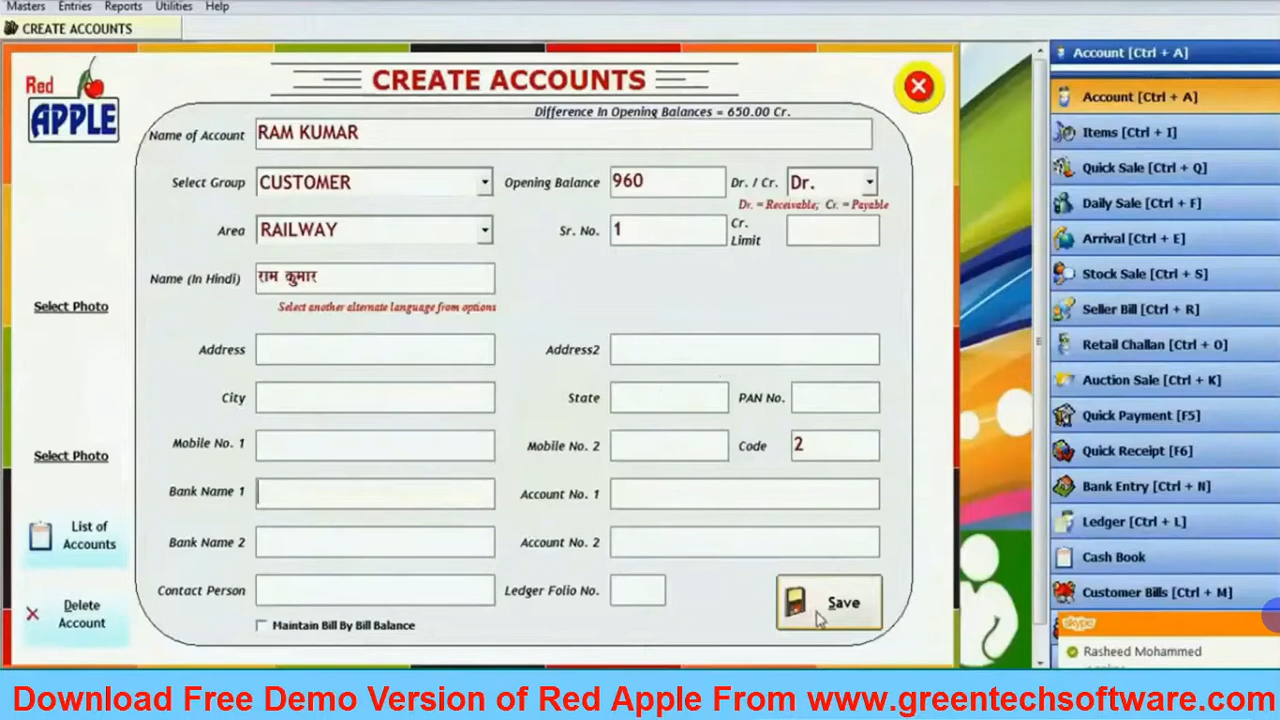 Masters Entries Reports Utilities Help
CREATE ACCOUNTS
Red
APPLE
CREATE ACCOUNTS
Difference In Opening Balances = 650.00 Cr.
Name of Account RAM KUMAR
Select Group CUSTOMER Opening Balance 960 Dr. / Cr. Dr.
Dr. = Receivable; Cr. = Payable
Area RAILWAY Sr. No. 1 Cr. Limit
Name (In Hindi) राम कुमार
Select another alternate language from options
Select Photo
Address Address2
City State PAN No.
Mobile No. 1 Mobile No. 2 Code 2
Select Photo
Bank Name 1 Account No. 1
Bank Name 2 Account No. 2
List of
Accounts
Contact Person Ledger Folio No. Save
Delete
Account
Maintain Bill By Bill Balance
Account [Ctrl + A]
Account [Ctrl + A]
Items [Ctrl + I]
Quick Sale [Ctrl + Q]
Daily Sale [Ctrl + F]
Arrival [Ctrl + E]
Stock Sale [Ctrl + S]
Seller Bill [Ctrl + R]
Retail Challan [Ctrl + O]
Auction Sale [Ctrl + K]
Quick Payment [F5]
Quick Receipt [F6]
Bank Entry [Ctrl + N]
Ledger [Ctrl + L]
Cash Book
Customer Bills [Ctrl + M]
skype
Rasheed Mohammed
Download Free Demo Version of Red Apple From www.greentechsoftware.com